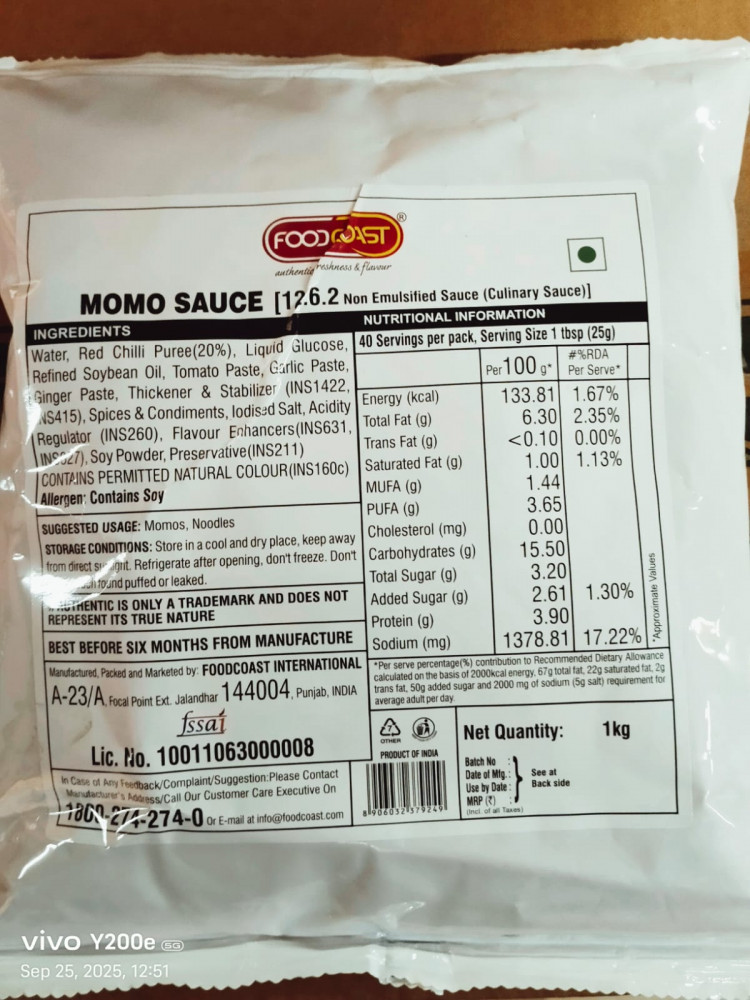 FOODCOAST ®
authentic freshness & flavour
MOMO SAUCE [12.6.2 Non Emulsified Sauce (Culinary Sauce)]
INGREDIENTS
Water, Red Chilli Puree(20%), Liquid Glucose,
Refined Soybean Oil, Tomato Paste, Garlic Paste,
Ginger Paste, Thickener & Stabilizer (INS1422,
INS415), Spices & Condiments, Iodised Salt, Acidity
Regulator (INS260), Flavour Enhancers(INS631,
INS627), Soy Powder, Preservative(INS211)
CONTAINS PERMITTED NATURAL COLOUR(INS160c)
Allergen: Contains Soy
SUGGESTED USAGE: Momos, Noodles
STORAGE CONDITIONS: Store in a cool and dry place, keep away
from direct sunlight. Refrigerate after opening, don't freeze. Don't
found puffed or leaked.
AUTHENTIC IS ONLY A TRADEMARK AND DOES NOT
REPRESENT ITS TRUE NATURE
BEST BEFORE SIX MONTHS FROM MANUFACTURE
Manufactured, Packed and Marketed by: FOODCOAST INTERNATIONAL
A-23/A, Focal Point Ext. Jalandhar 144004, Punjab, INDIA
fssai
Lic. No. 10011063000008
In Case of Any Feedback/Complaint/Suggestion:Please Contact
Manufacturer's Address/Call Our Customer Care Executive On
1800-274-274-0 Or E-mail at info@foodcoast.com
NUTRITIONAL INFORMATION
40 Servings per pack, Serving Size 1 tbsp (25g)
Per 100 g* #%RDA Per Serve*
Energy (kcal) 133.81 1.67%
Total Fat (g) 6.30 2.35%
Trans Fat (g) <0.10 0.00%
Saturated Fat (g) 1.00 1.13%
MUFA (g) 1.44
PUFA (g) 3.65
Cholesterol (mg) 0.00
Carbohydrates (g) 15.50
Total Sugar (g) 3.20
Added Sugar (g) 2.61 1.30%
Protein (g) 3.90
Sodium (mg) 1378.81 17.22%
*Approximate Values
*Per serve percentage(%) contribution to Recommended Dietary Allowance
calculated on the basis of 2000kcal energy, 67g total fat, 22g saturated fat, 2g
trans fat, 50g added sugar and 2000 mg of sodium (5g salt) requirement for
average adult per day.
7
OTHER
PRODUCT OF INDIA
8 906032 379249
Net Quantity: 1kg
Batch No :
Date of Mfg.:
Use by Date :
MRP (₹) :
(Incl. of all Taxes)
See at
Back side
vivo Y200e 5G
Sep 25, 2025, 12:51